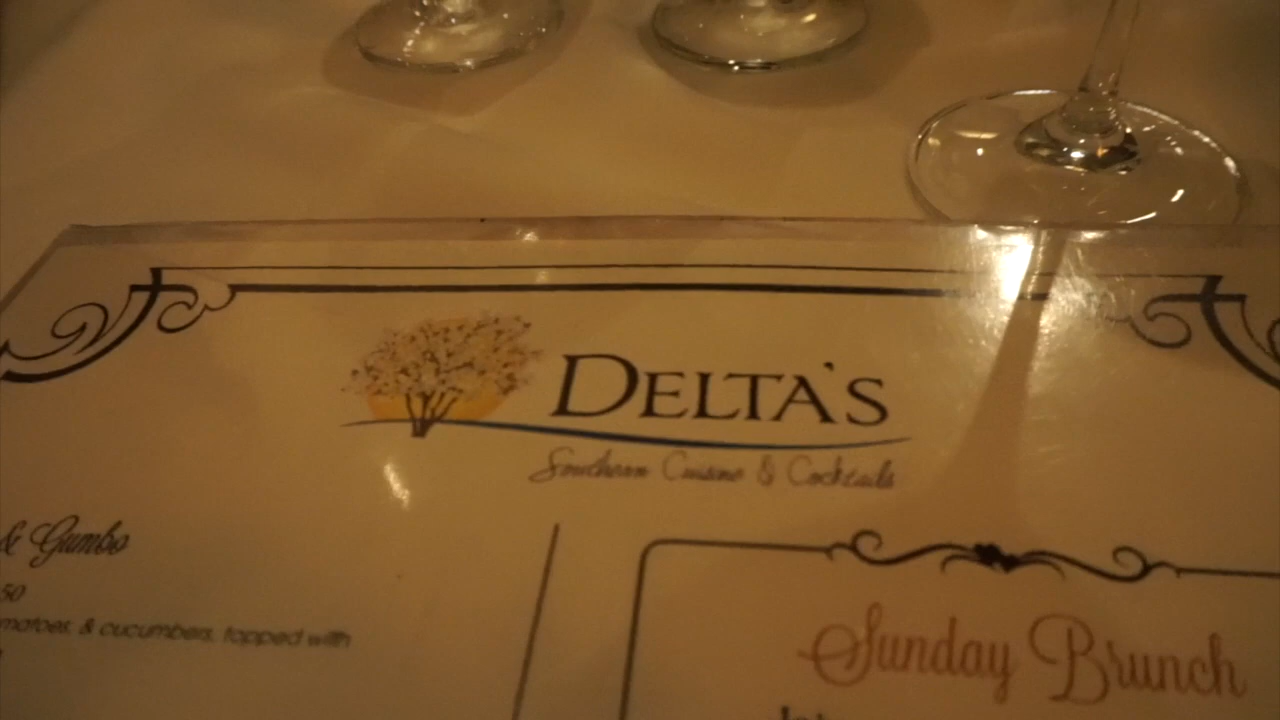 DELTA'S
Southern Cuisine & Cocktails
& Gumbo
50
matoes, & cucumbers, topped with
Sunday Brunch